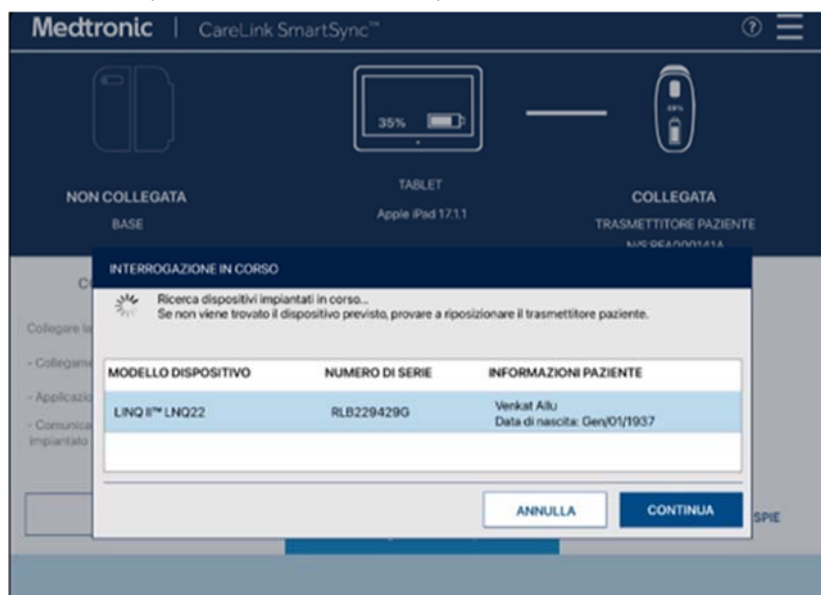 Medtronic | CareLink SmartSync™
?
35%
49%
NON COLLEGATA
BASE
TABLET
Apple iPad 17.1.1
COLLEGATA
TRASMETTITORE PAZIENTE
INTERROGAZIONE IN CORSO
Ricerca dispositivi impiantati in corso...
Se non viene trovato il dispositivo previsto, provare a riposizionare il trasmettitore paziente.
MODELLO DISPOSITIVO NUMERO DI SERIE INFORMAZIONI PAZIENTE
LINQ II™ LNQ22 RLB229429G Venkat Allu
Data di nascita: Gen/01/1937
Collegare la
- Collegame
- Applicazio
- Comunica
impiantato
ANNULLA CONTINUA
SPIE